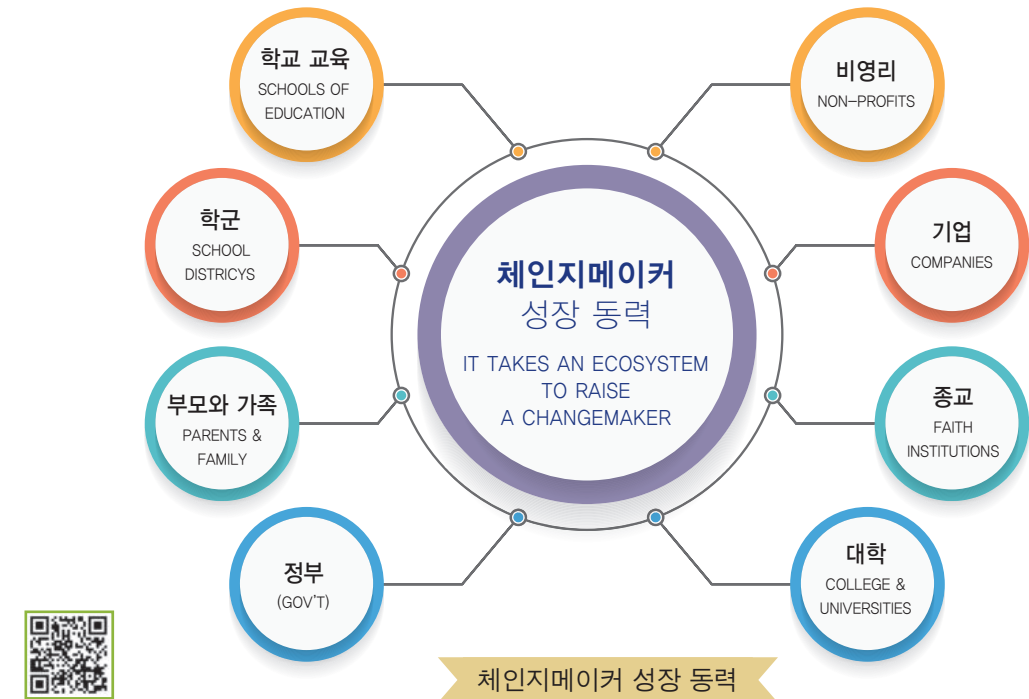 학교 교육
SCHOOLS OF
EDUCATION
비영리
NON-PROFITS
학군
SCHOOL
DISTRICYS
기업
COMPANIES
체인지메이커
성장 동력
IT TAKES AN ECOSYSTEM
TO RAISE
A CHANGEMAKER
부모와 가족
PARENTS &
FAMILY
종교
FAITH
INSTITUTIONS
정부
(GOV'T)
대학
COLLEGE &
UNIVERSITIES
체인지메이커 성장 동력